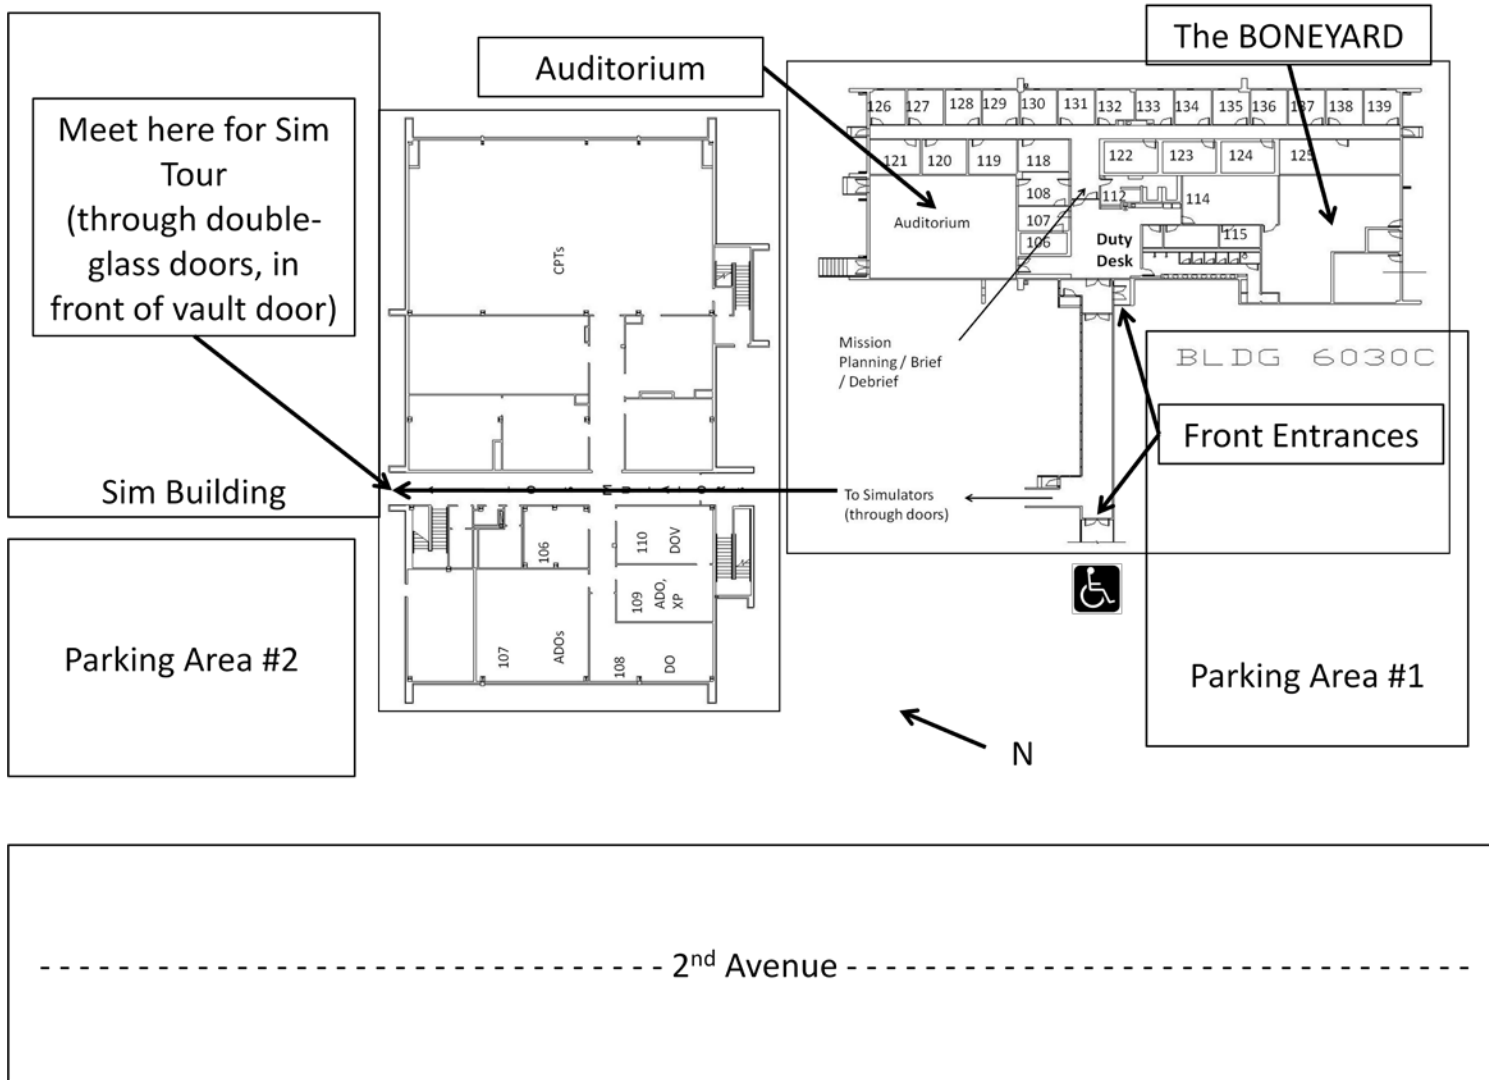 The BONEYARD
Auditorium
Meet here for Sim
Tour
(through double-
glass doors, in
front of vault door)
Sim Building
Parking Area #2
CPTs
106
107
ADOs
108
DO
109
ADO,
XP
110
DOV
126 127 128 129 130 131 132 133 134 135 136 137 138 139
121 120 119 118 122 123 124 125
108 112 114
107
106 115
Auditorium
Duty
Desk
Mission
Planning / Brief
/ Debrief
BLDG 6030C
Front Entrances
To Simulators
(through doors)
Parking Area #1
N
2nd Avenue